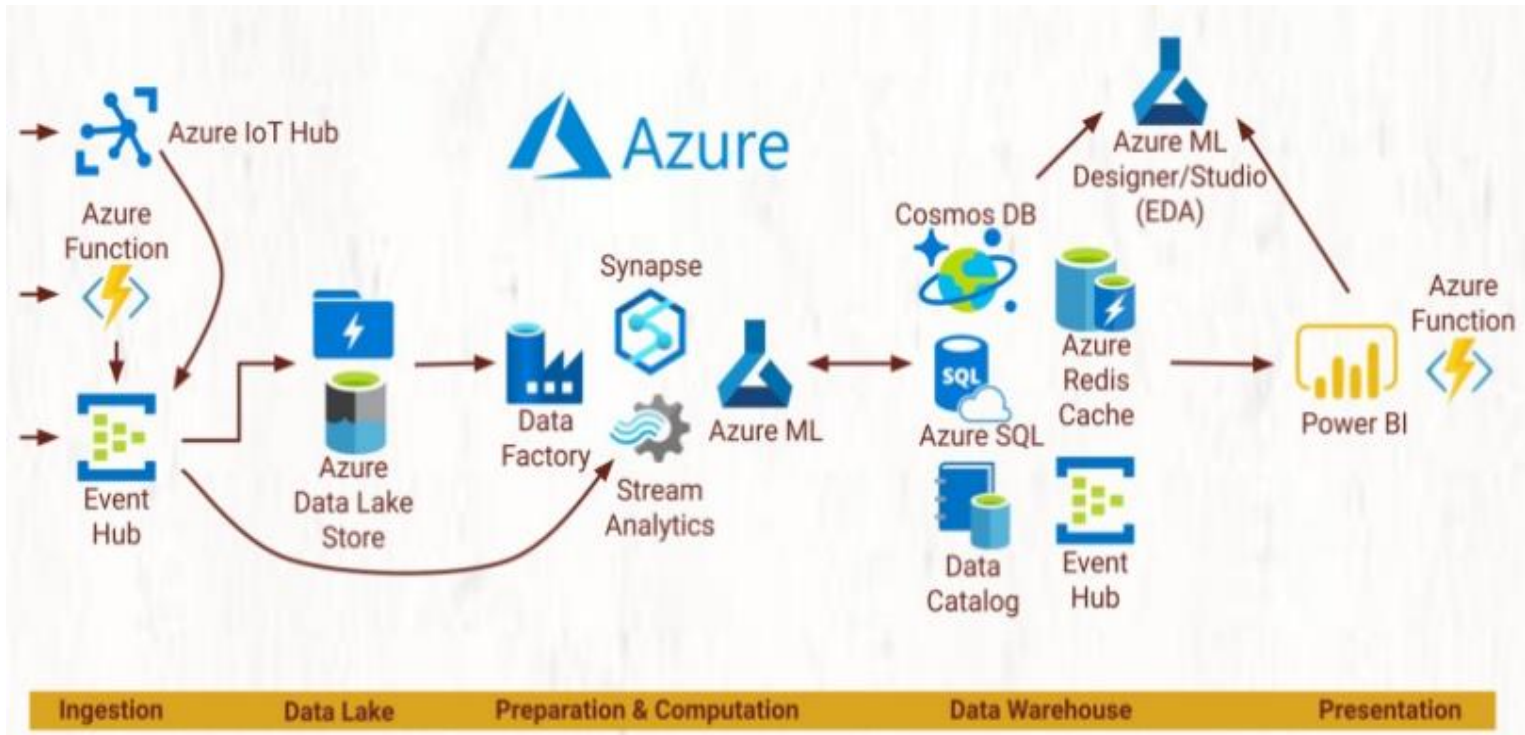 Azure IoT Hub
Azure
Function
Event
Hub
Azure
Azure
Data Lake
Store
Synapse
Data
Factory
Stream
Analytics
Azure ML
Cosmos DB
SQL
Azure SQL
Data
Catalog
Azure
Redis
Cache
Event
Hub
Azure ML
Designer/Studio
(EDA)
Power BI
Azure
Function
Ingestion
Data Lake
Preparation & Computation
Data Warehouse
Presentation